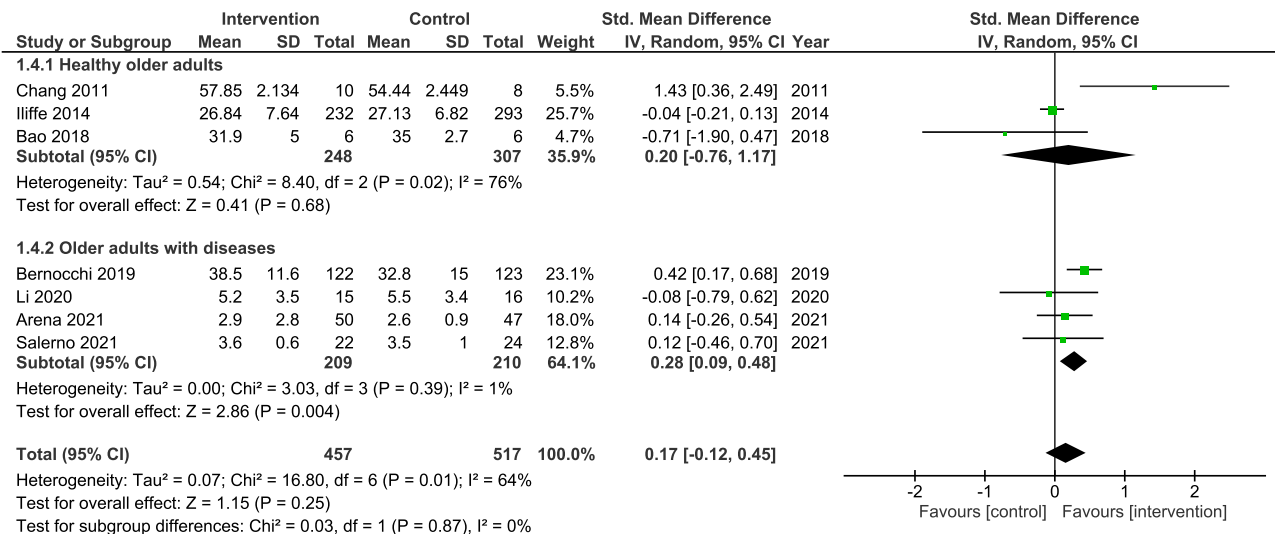 Intervention Control Std. Mean Difference Std. Mean Difference
Study or Subgroup Mean SD Total Mean SD Total Weight IV, Random, 95% CI Year IV, Random, 95% CI
1.4.1 Healthy older adults
Chang 2011 57.85 2.134 10 54.44 2.449 8 5.5% 1.43 [0.36, 2.49] 2011
Iliffe 2014 26.84 7.64 232 27.13 6.82 293 25.7% -0.04 [-0.21, 0.13] 2014
Bao 2018 31.9 5 6 35 2.7 6 4.7% -0.71 [-1.90, 0.47] 2018
Subtotal (95% CI) 248 307 35.9% 0.20 [-0.76, 1.17]
Heterogeneity: Tau² = 0.54; Chi² = 8.40, df = 2 (P = 0.02); I² = 76%
Test for overall effect: Z = 0.41 (P = 0.68)
1.4.2 Older adults with diseases
Bernocchi 2019 38.5 11.6 122 32.8 15 123 23.1% 0.42 [0.17, 0.68] 2019
Li 2020 5.2 3.5 15 5.5 3.4 16 10.2% -0.08 [-0.79, 0.62] 2020
Arena 2021 2.9 2.8 50 2.6 0.9 47 18.0% 0.14 [-0.26, 0.54] 2021
Salerno 2021 3.6 0.6 22 3.5 1 24 12.8% 0.12 [-0.46, 0.70] 2021
Subtotal (95% CI) 209 210 64.1% 0.28 [0.09, 0.48]
Heterogeneity: Tau² = 0.00; Chi² = 3.03, df = 3 (P = 0.39); I² = 1%
Test for overall effect: Z = 2.86 (P = 0.004)
Total (95% CI) 457 517 100.0% 0.17 [-0.12, 0.45]
Heterogeneity: Tau² = 0.07; Chi² = 16.80, df = 6 (P = 0.01); I² = 64%
Test for overall effect: Z = 1.15 (P = 0.25)
Test for subgroup differences: Chi² = 0.03, df = 1 (P = 0.87), I² = 0%
-2 -1 0 1 2
Favours [control] Favours [intervention]